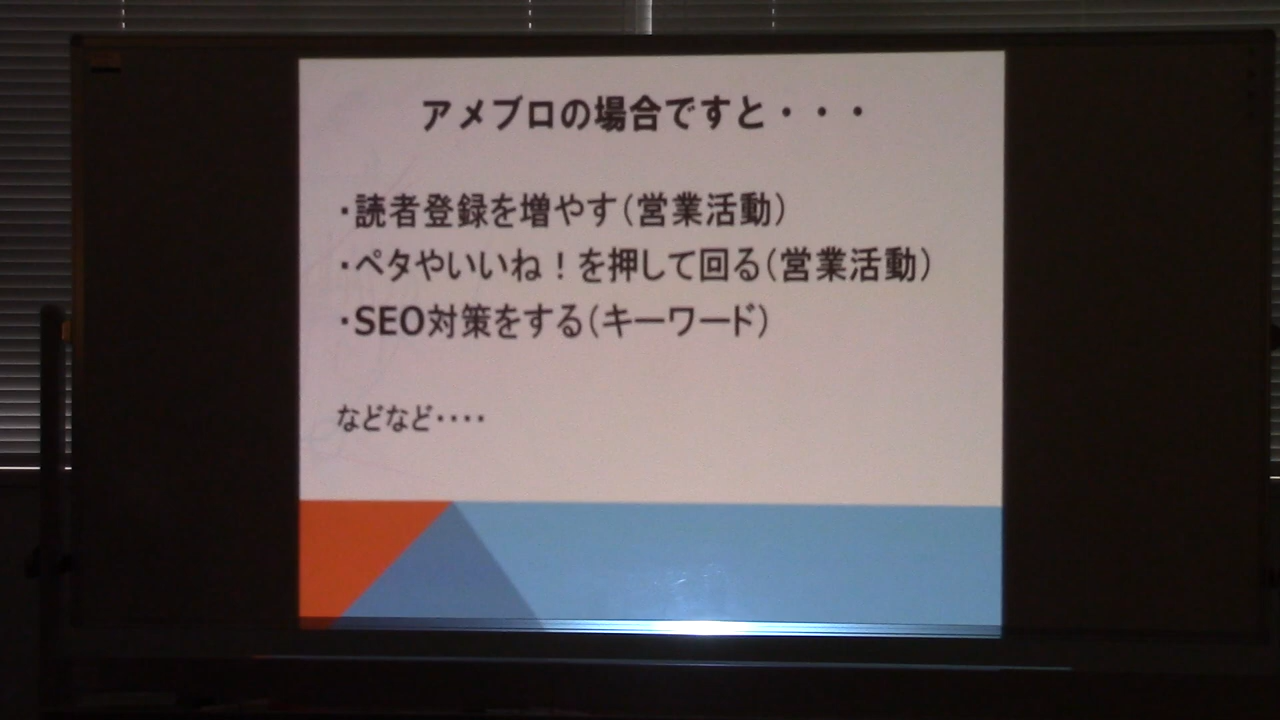 アメブロの場合ですと・・・
・読者登録を増やす（営業活動）
・ペタやいいね！を押して回る（営業活動）
・SEO対策をする（キーワード）
などなど・・・・